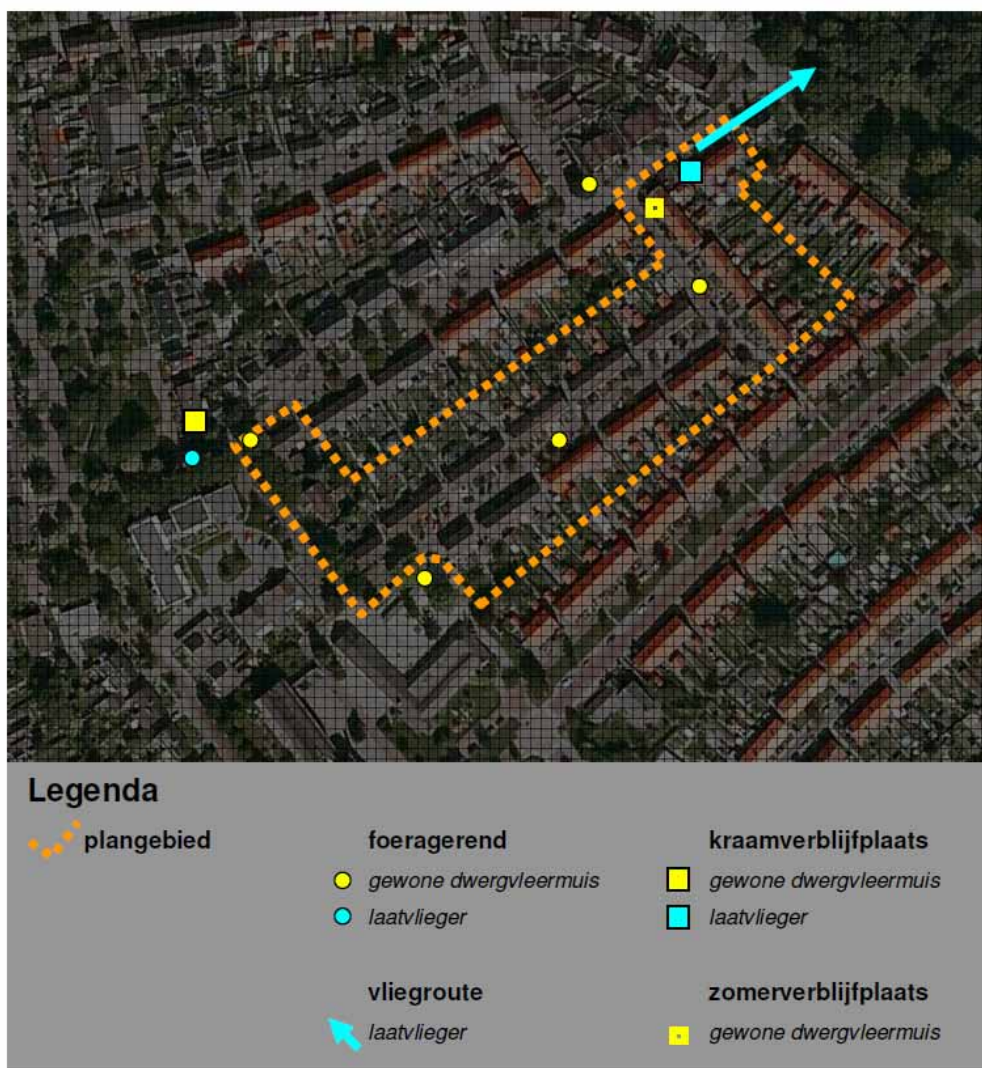 Legenda
plangebied
foeragerend
gewone dwergvleermuis
laatvlieger
kraamverblijfplaats
gewone dwergvleermuis
laatvlieger
vliegroute
laatvlieger
zomerverblijfplaats
gewone dwergvleermuis